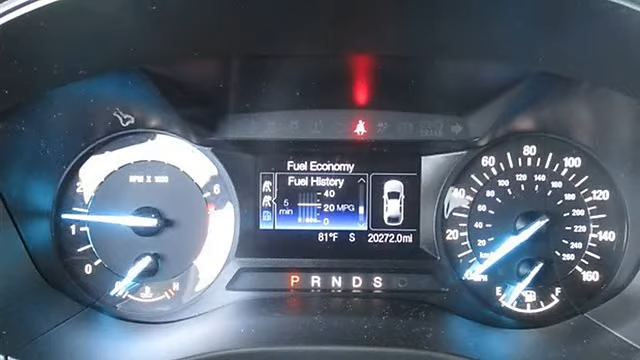 Fuel Economy
Fuel History
40
5
min
20 MPG
0
81°F S 20272.0mi
P R N D S
RPM X 1000
2
1
0
6
H
20
40
60
80
100
120
140
160
20
40
60
80
100
120
140
160
180
200
220
240
260
MPH
E F